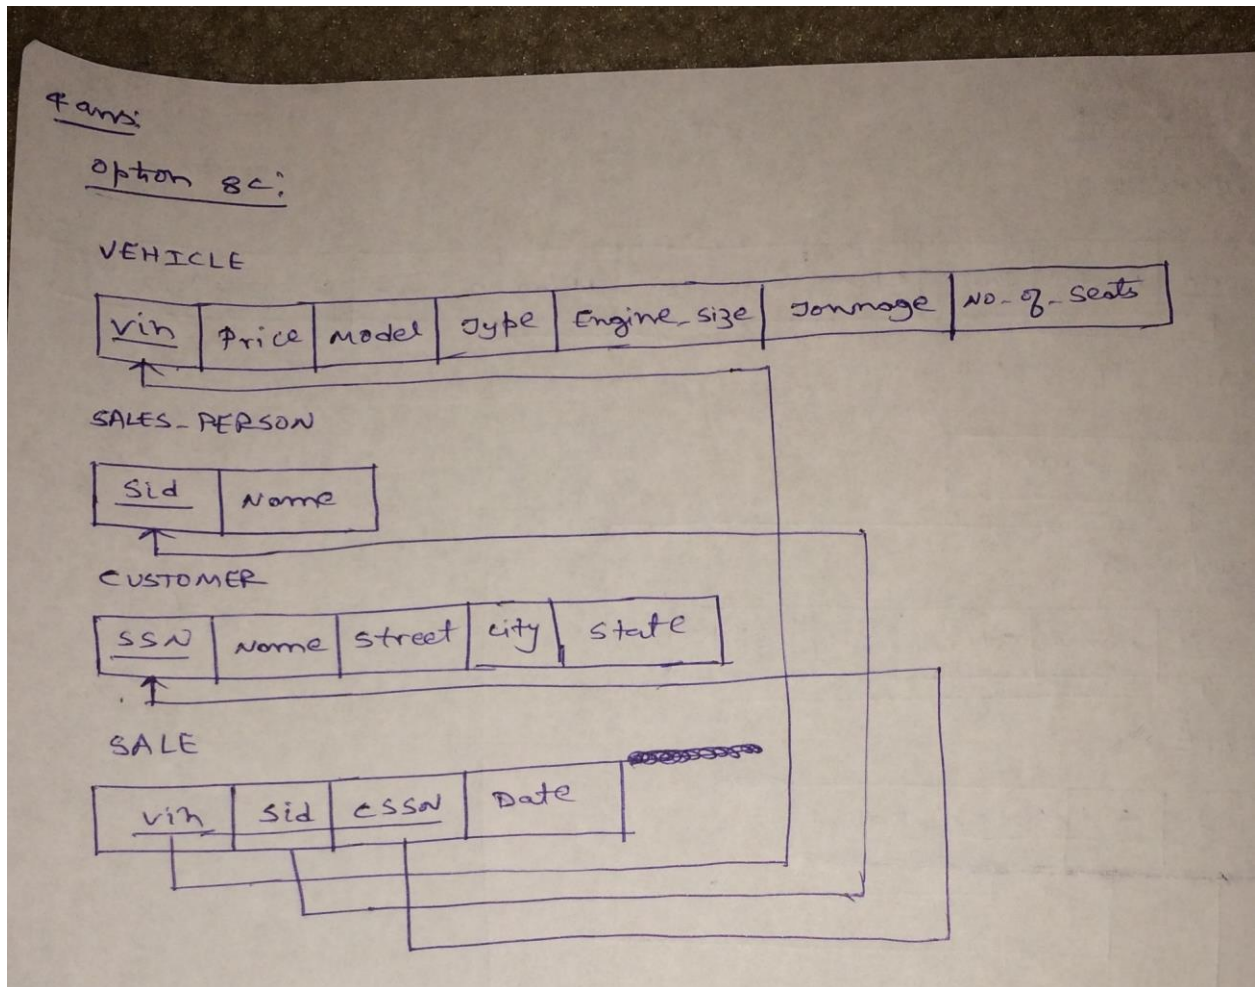 4 ans:
option 8c:
VEHICLE
Vin Price Model Type Engine_size Tonnage No_of_Seats
SALES_PERSON
Sid Name
CUSTOMER
SSN Name Street city State
SALE
vin Sid CSSN Date